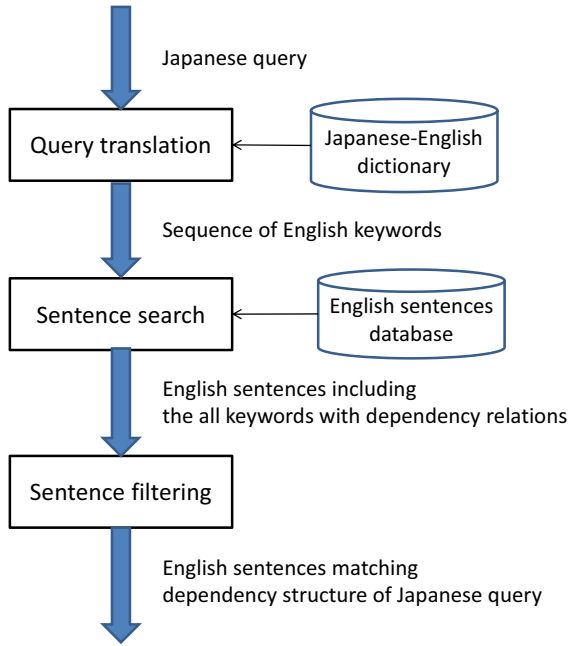 Japanese query
Query translation
Japanese-English
dictionary
Sequence of English keywords
Sentence search
English sentences
database
English sentences including
the all keywords with dependency relations
Sentence filtering
English sentences matching
dependency structure of Japanese query